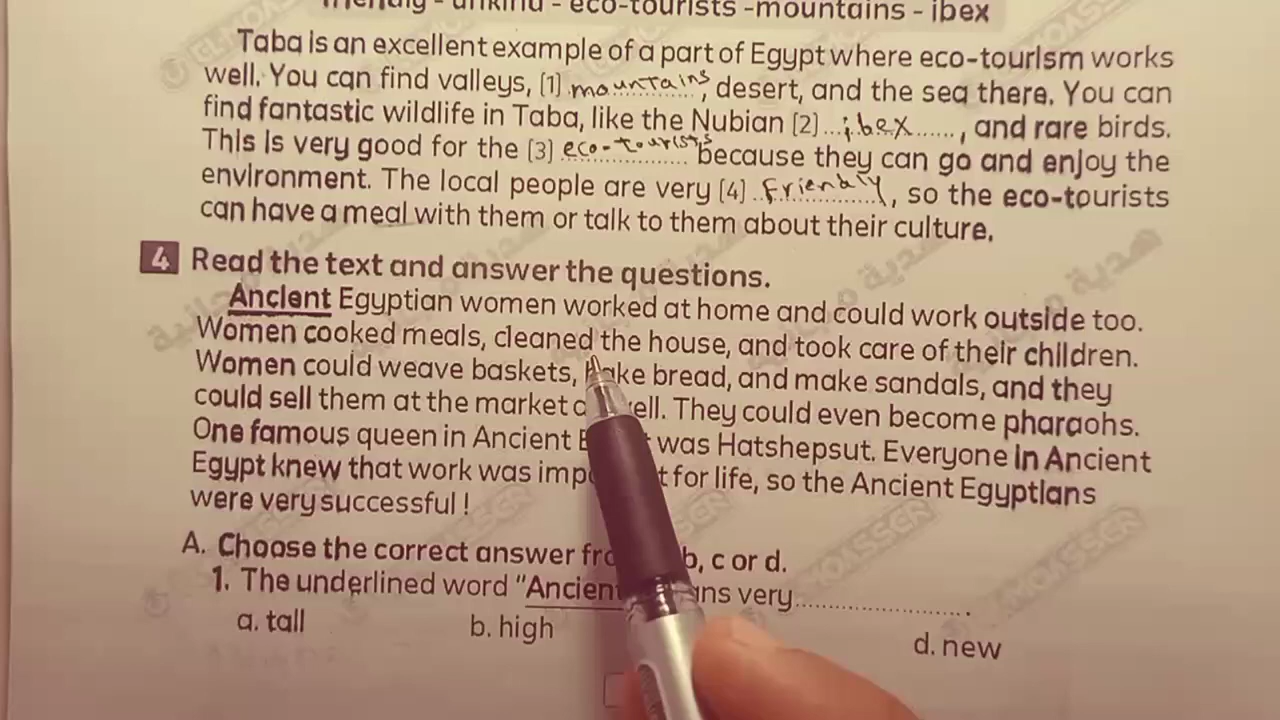 friendly - unkind - eco-tourists -mountains - ibex
Taba is an excellent example of a part of Egypt where eco-tourism works
well. You can find valleys, (1) mountains, desert, and the sea there. You can
find fantastic wildlife in Taba, like the Nubian (2) ...ibex......, and rare birds.
This is very good for the (3) eco-tourists because they can go and enjoy the
environment. The local people are very (4) ..friendly, so the eco-tourists
can have a meal with them or talk to them about their culture.
4 Read the text and answer the questions.
Ancient Egyptian women worked at home and could work outside too.
Women cooked meals, cleaned the house, and took care of their children.
Women could weave baskets, bake bread, and make sandals, and they
could sell them at the market well. They could even become pharaohs.
One famous queen in Ancient was Hatshepsut. Everyone in Ancient
Egypt knew that work was for life, so the Ancient Egyptians
were very successful !
A. Choose the correct answer b, c or d.
1. The underlined word "Ancient very......................
a. tall b. high d. new